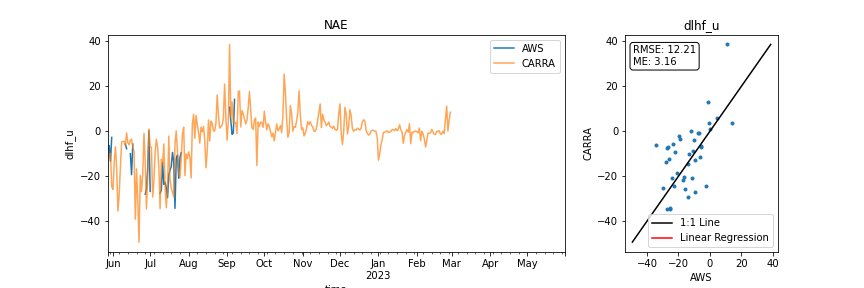 NAE
dlhf_u
40
20
0
−20
−40
dlhf_u
AWS
CARRA
Jun Jul Aug Sep Oct Nov Dec Jan Feb Mar Apr May
2023
time
dlhf_u
RMSE: 12.21
ME: 3.16
40
20
0
−20
−40
CARRA
1:1 Line
Linear Regression
−40 −20 0 20 40
AWS